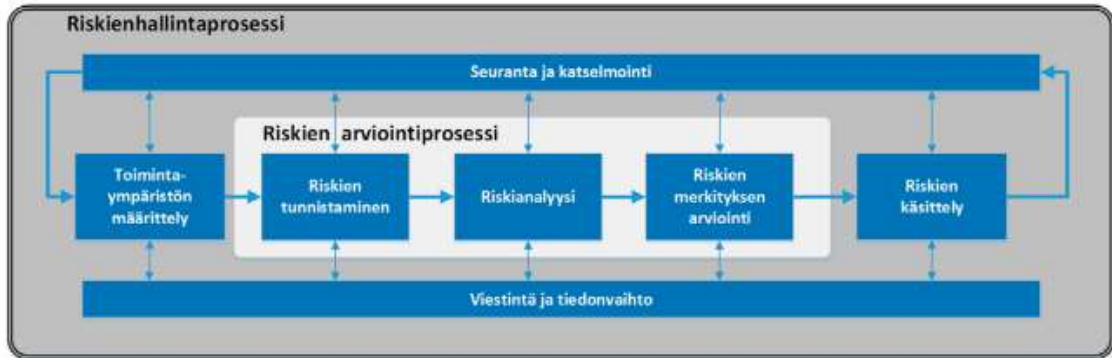 Riskienhallintaprosessi
Seuranta ja katselmointi
Riskien arviointiprosessi
Toiminta-
ympäristön
määrittely
Riskien
tunnistaminen
Riskianalyysi
Riskien
merkityksen
arviointi
Riskien
käsittely
Viestintä ja tiedonvaihto